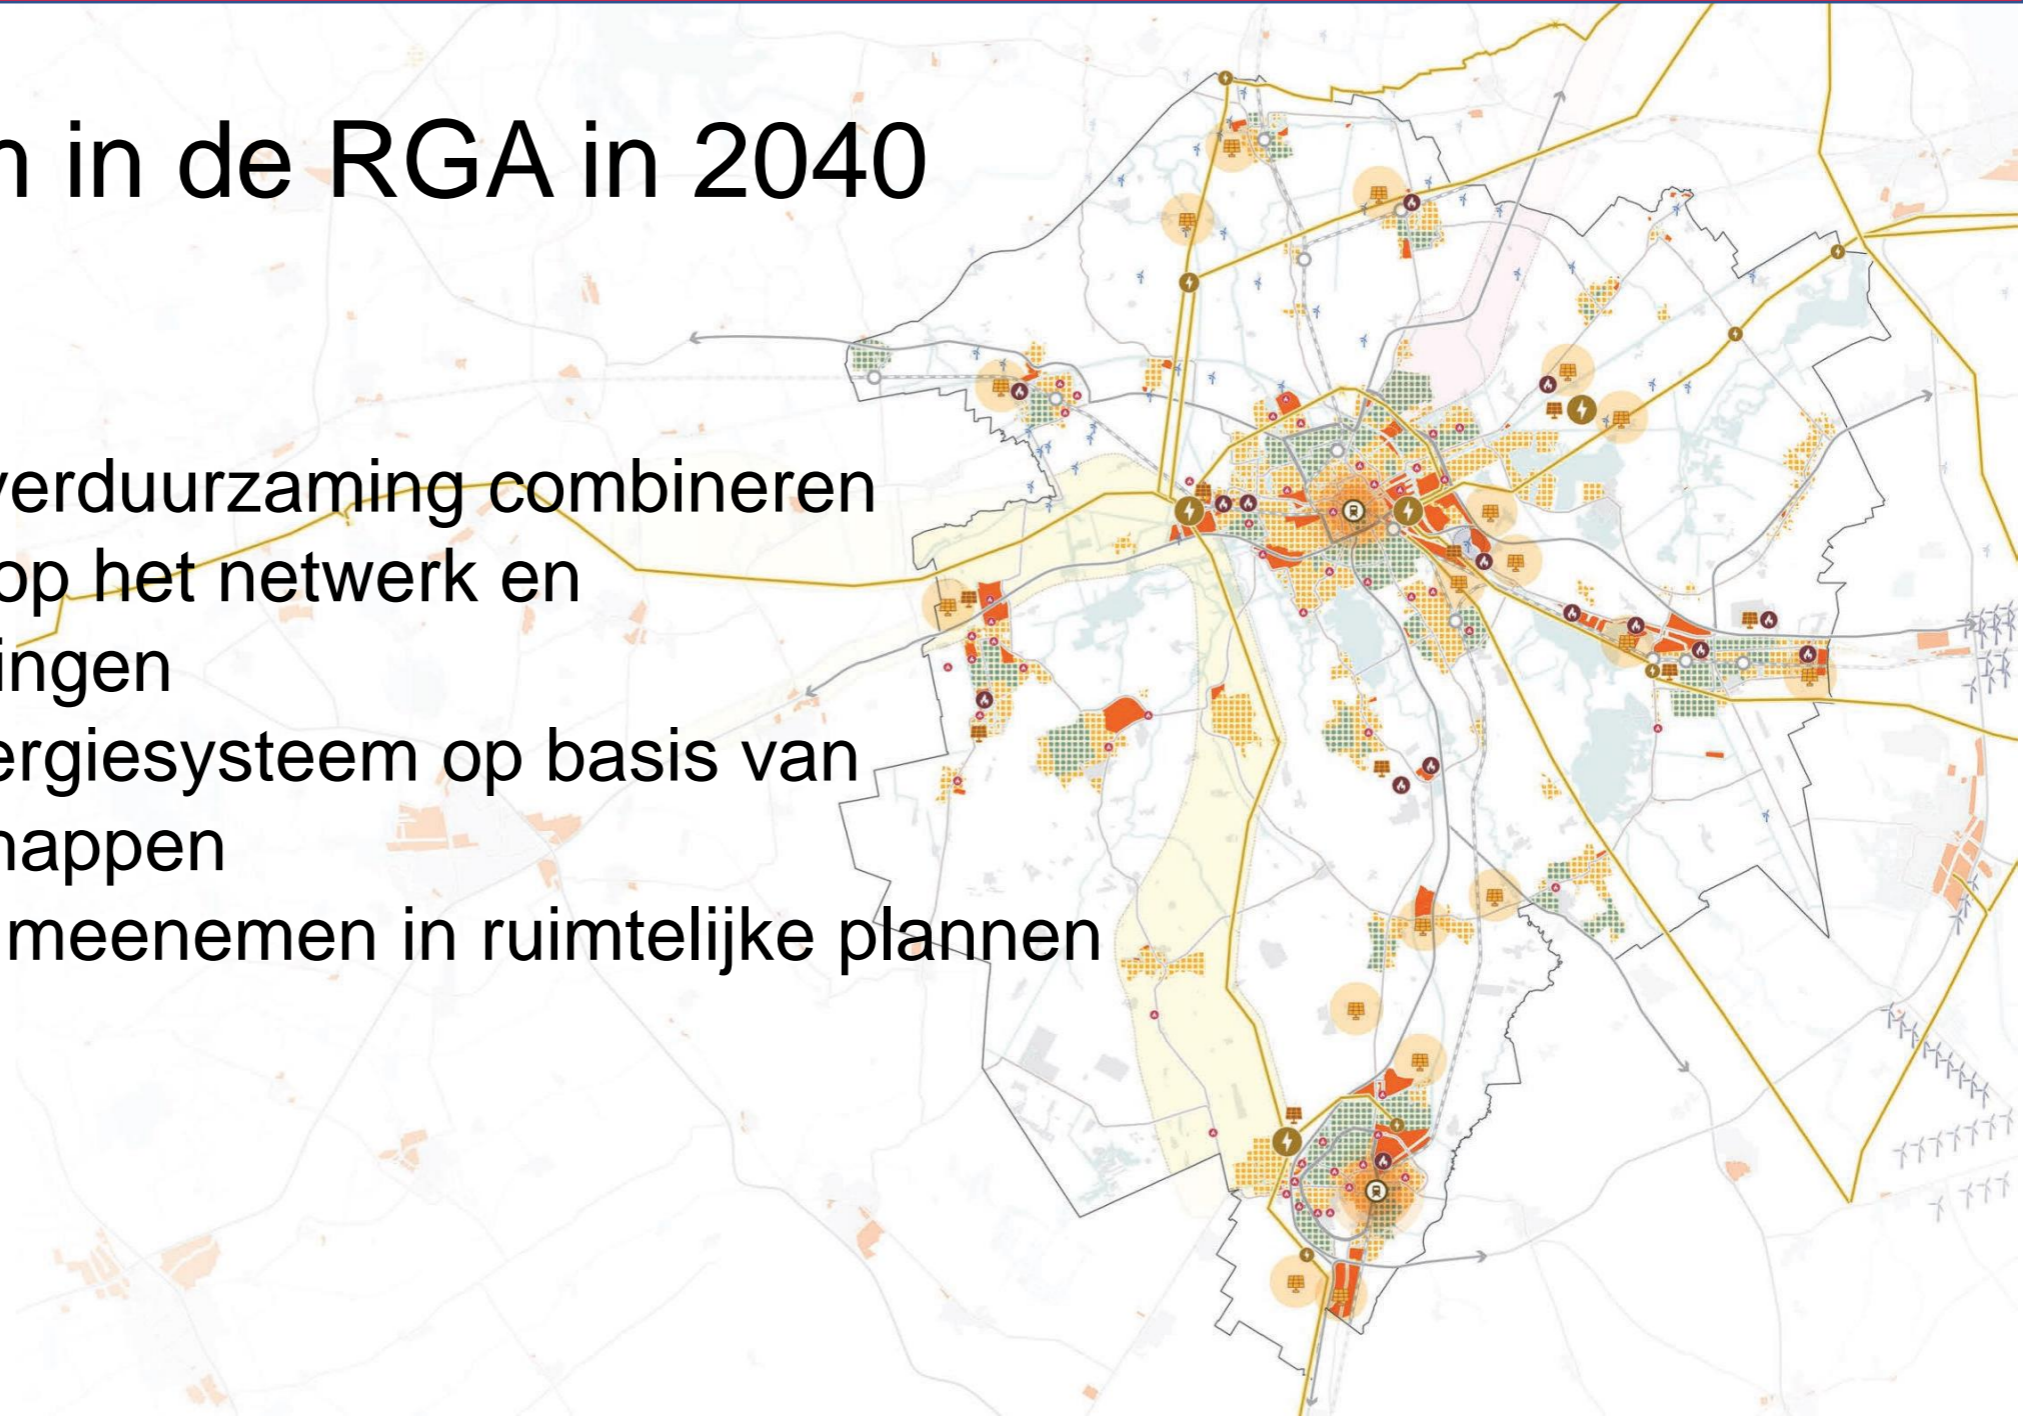 in de RGA in 2040
verduurzaming combineren
op het netwerk en
ingen
ergiesysteem op basis van
happen
meenemen in ruimtelijke plannen